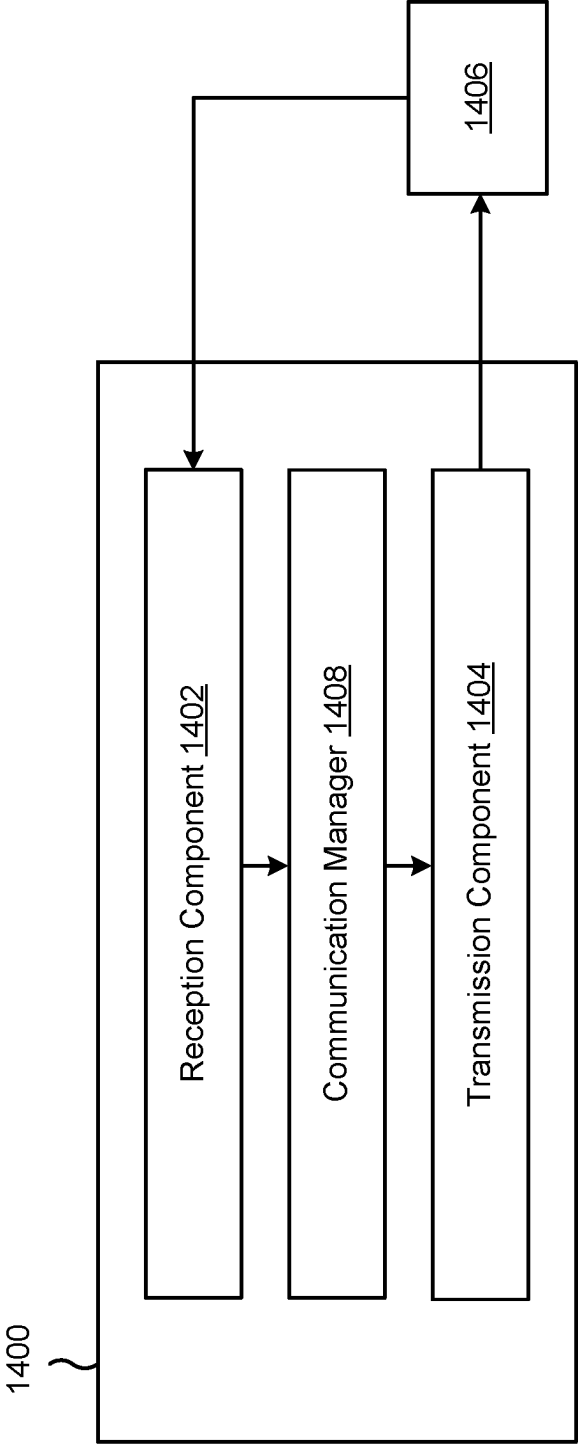 1400
Reception Component 1402
Communication Manager 1408
Transmission Component 1404
1406